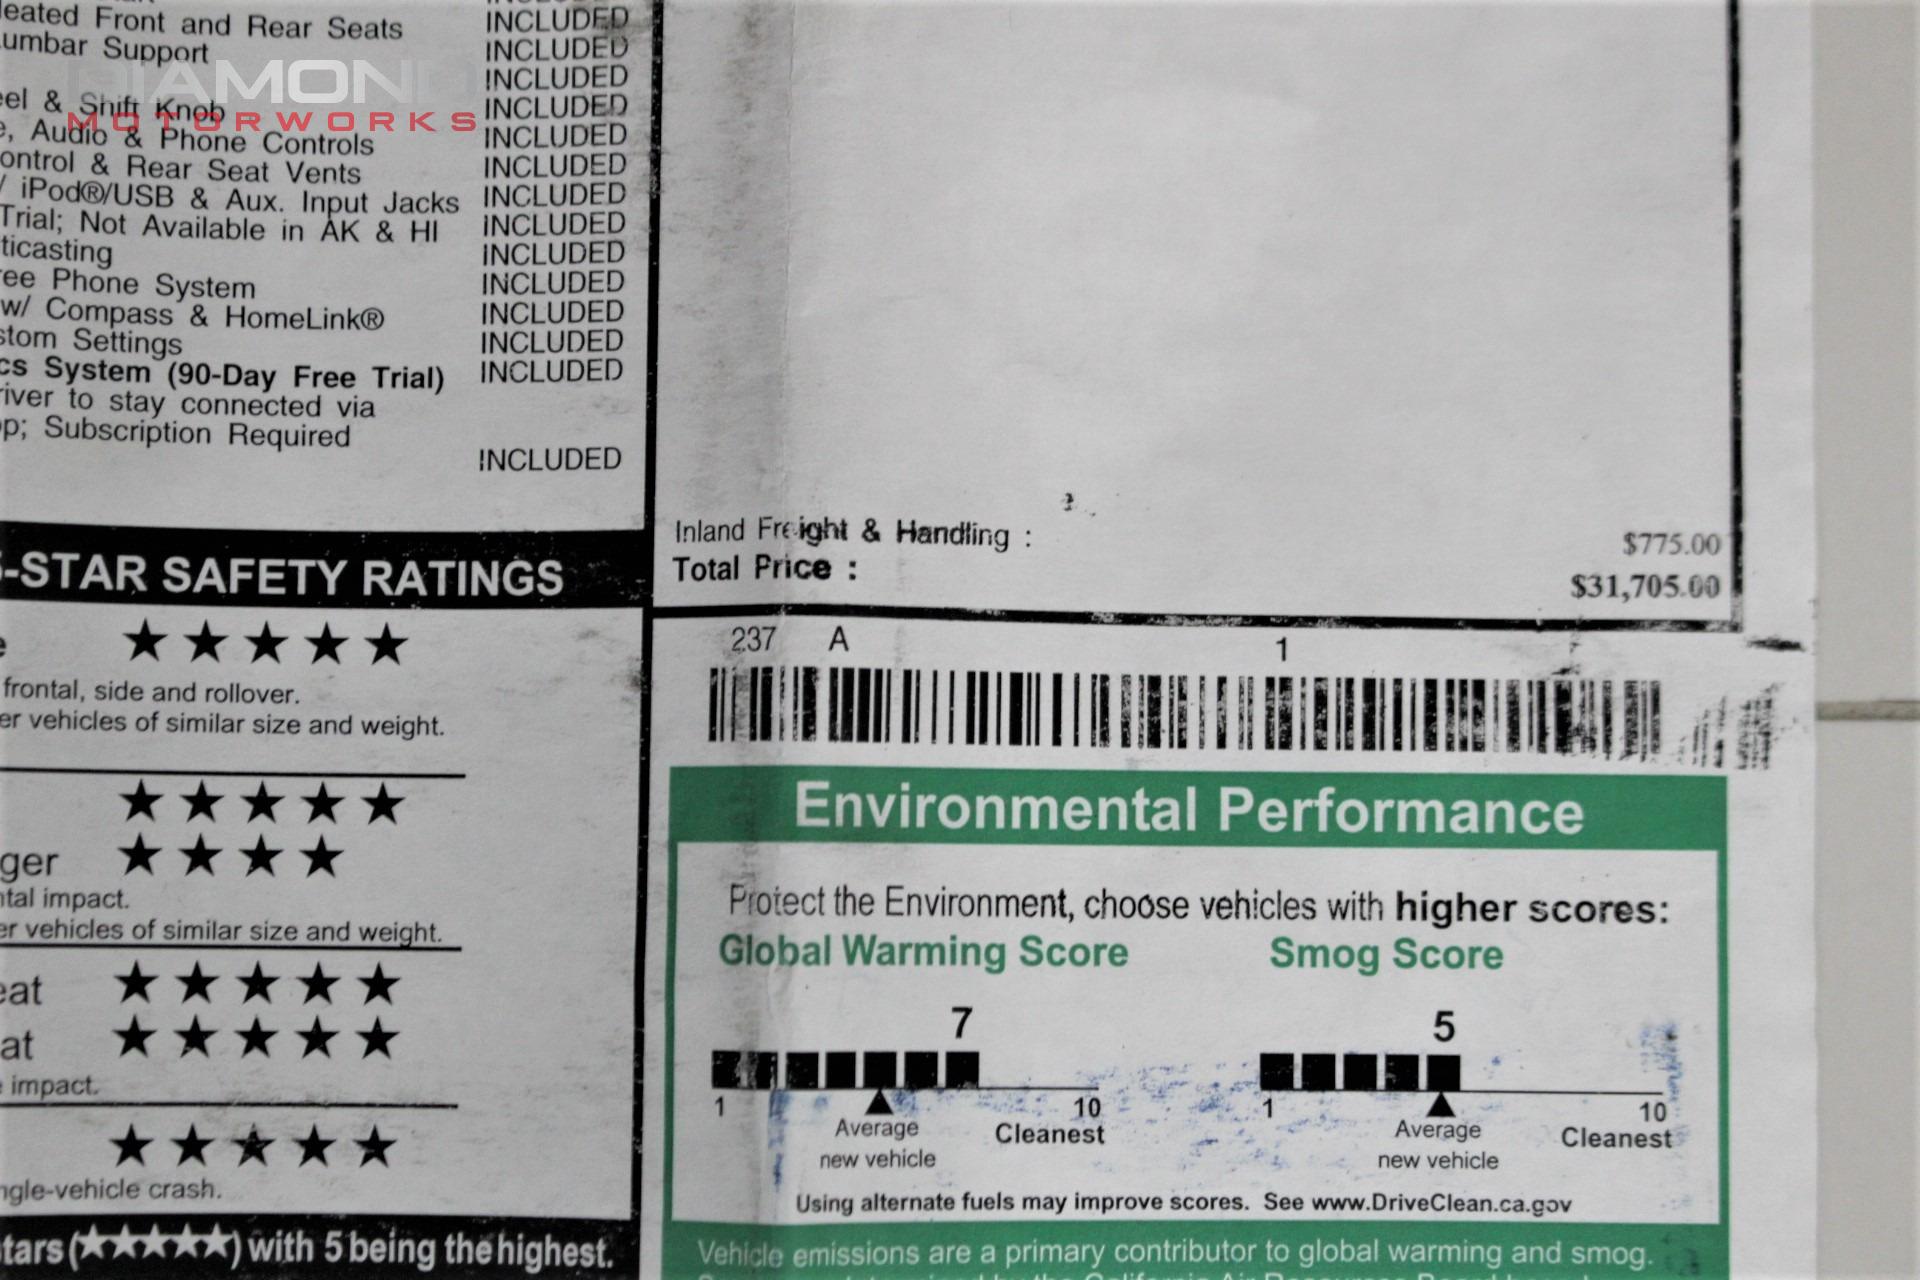 Heated Front and Rear Seats INCLUDED
Lumbar Support INCLUDED
INCLUDED
DIAMOND
MOTORWORKS
& Shift Knob INCLUDED
, Audio & Phone Controls INCLUDED
& Rear Seat Vents INCLUDED
/ iPod®/USB & Aux. Input Jacks INCLUDED
Trial; Not Available in AK & HI INCLUDED
ticasting INCLUDED
ree Phone System INCLUDED
w/ Compass & HomeLink® INCLUDED
stom Settings INCLUDED
cs System (90-Day Free Trial) INCLUDED
river to stay connected via
pp; Subscription Required
INCLUDED
Inland Freight & Handling : $775.00
Total Price : $31,705.00
5-STAR SAFETY RATINGS
★★★★★
frontal, side and rollover.
er vehicles of similar size and weight.
★★★★★
ger ★★★★
ntal impact.
er vehicles of similar size and weight.
eat ★★★★★
at ★★★★★
impact.
★★★★★
ngle-vehicle crash.
stars (★★★★★) with 5 being the highest.
237 A 1
Environmental Performance
Protect the Environment, choose vehicles with higher scores:
Global Warming Score Smog Score
7 5
1 10 1 10
Average Cleanest Average Cleanest
new vehicle new vehicle
Using alternate fuels may improve scores. See www.DriveClean.ca.gov
Vehicle emissions are a primary contributor to global warming and smog.